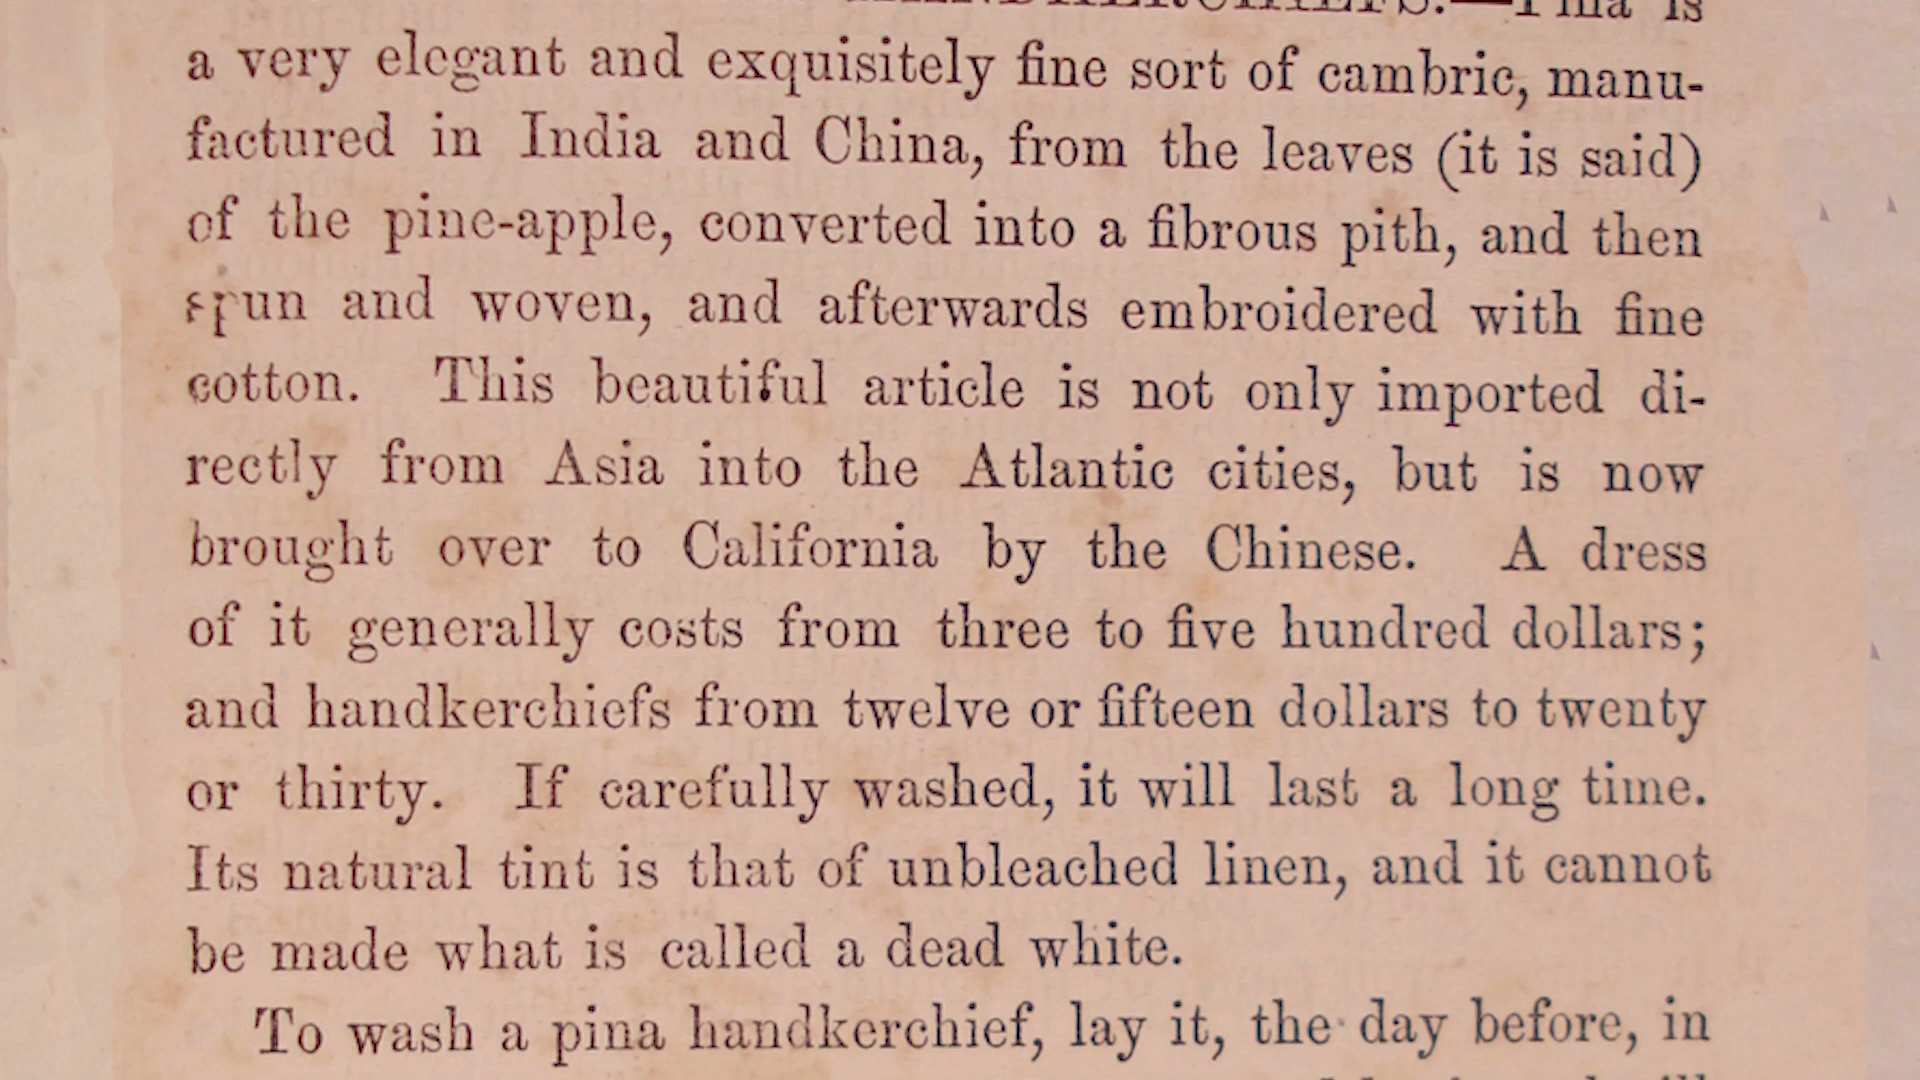 HANDKERCHIEFS.—Pina is
a very elegant and exquisitely fine sort of cambric, manu-
factured in India and China, from the leaves (it is said)
of the pine-apple, converted into a fibrous pith, and then
spun and woven, and afterwards embroidered with fine
cotton. This beautiful article is not only imported di-
rectly from Asia into the Atlantic cities, but is now
brought over to California by the Chinese. A dress
of it generally costs from three to five hundred dollars;
and handkerchiefs from twelve or fifteen dollars to twenty
or thirty. If carefully washed, it will last a long time.
Its natural tint is that of unbleached linen, and it cannot
be made what is called a dead white.
To wash a pina handkerchief, lay it, the day before, in